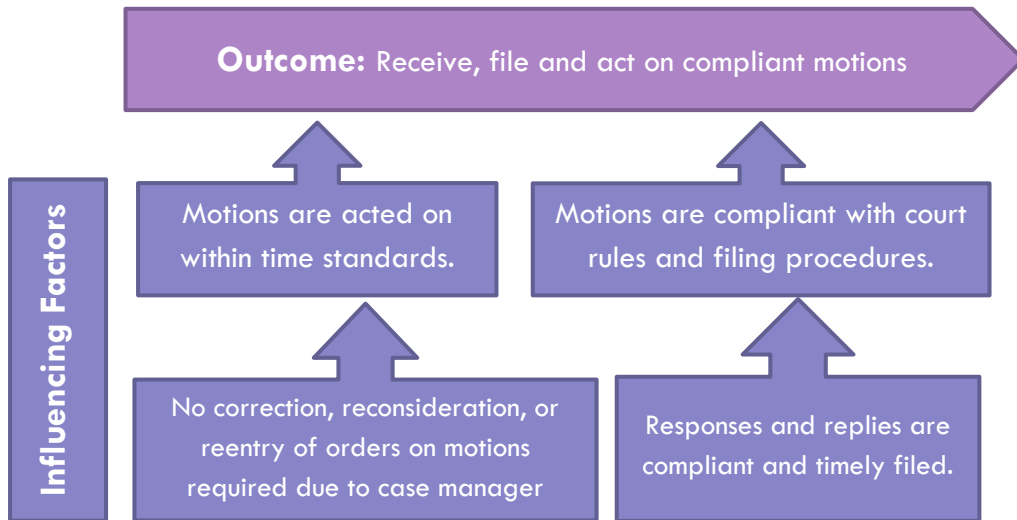 Outcome: Receive, file and act on compliant motions
Influencing Factors
Motions are acted on
within time standards.
Motions are compliant with court
rules and filing procedures.
No correction, reconsideration, or
reentry of orders on motions
required due to case manager
Responses and replies are
compliant and timely filed.